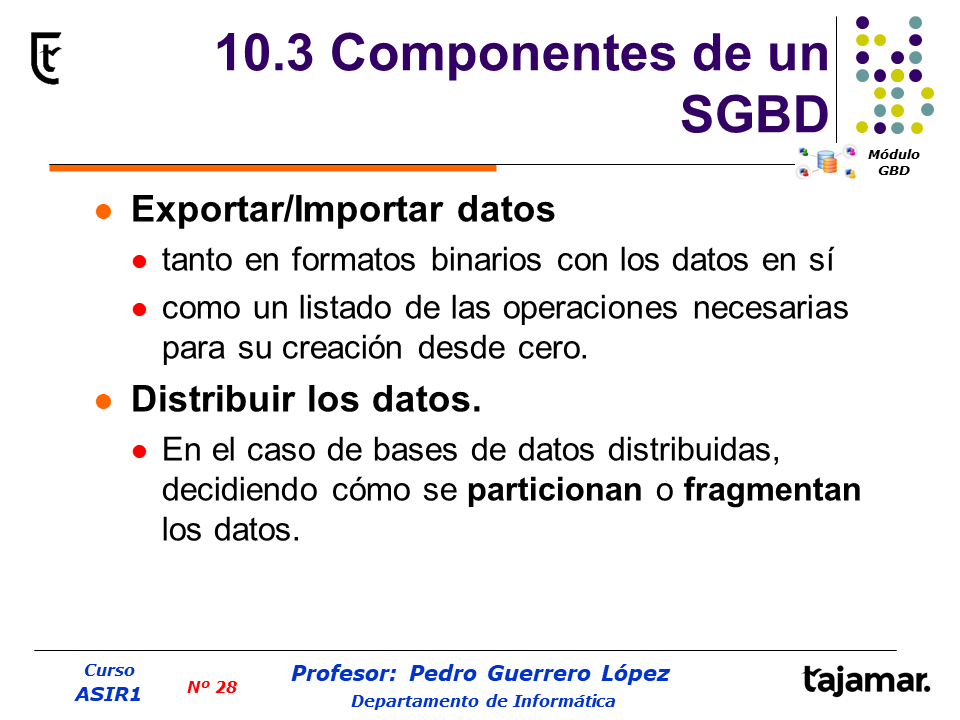 10.3 Componentes de un
SGBD
Módulo
GBD
Exportar/Importar datos
tanto en formatos binarios con los datos en sí
como un listado de las operaciones necesarias
para su creación desde cero.
Distribuir los datos.
En el caso de bases de datos distribuidas,
decidiendo cómo se particionan o fragmentan
los datos.
Curso
ASIR1
Nº 28
Profesor: Pedro Guerrero López
Departamento de Informática
tajamar.